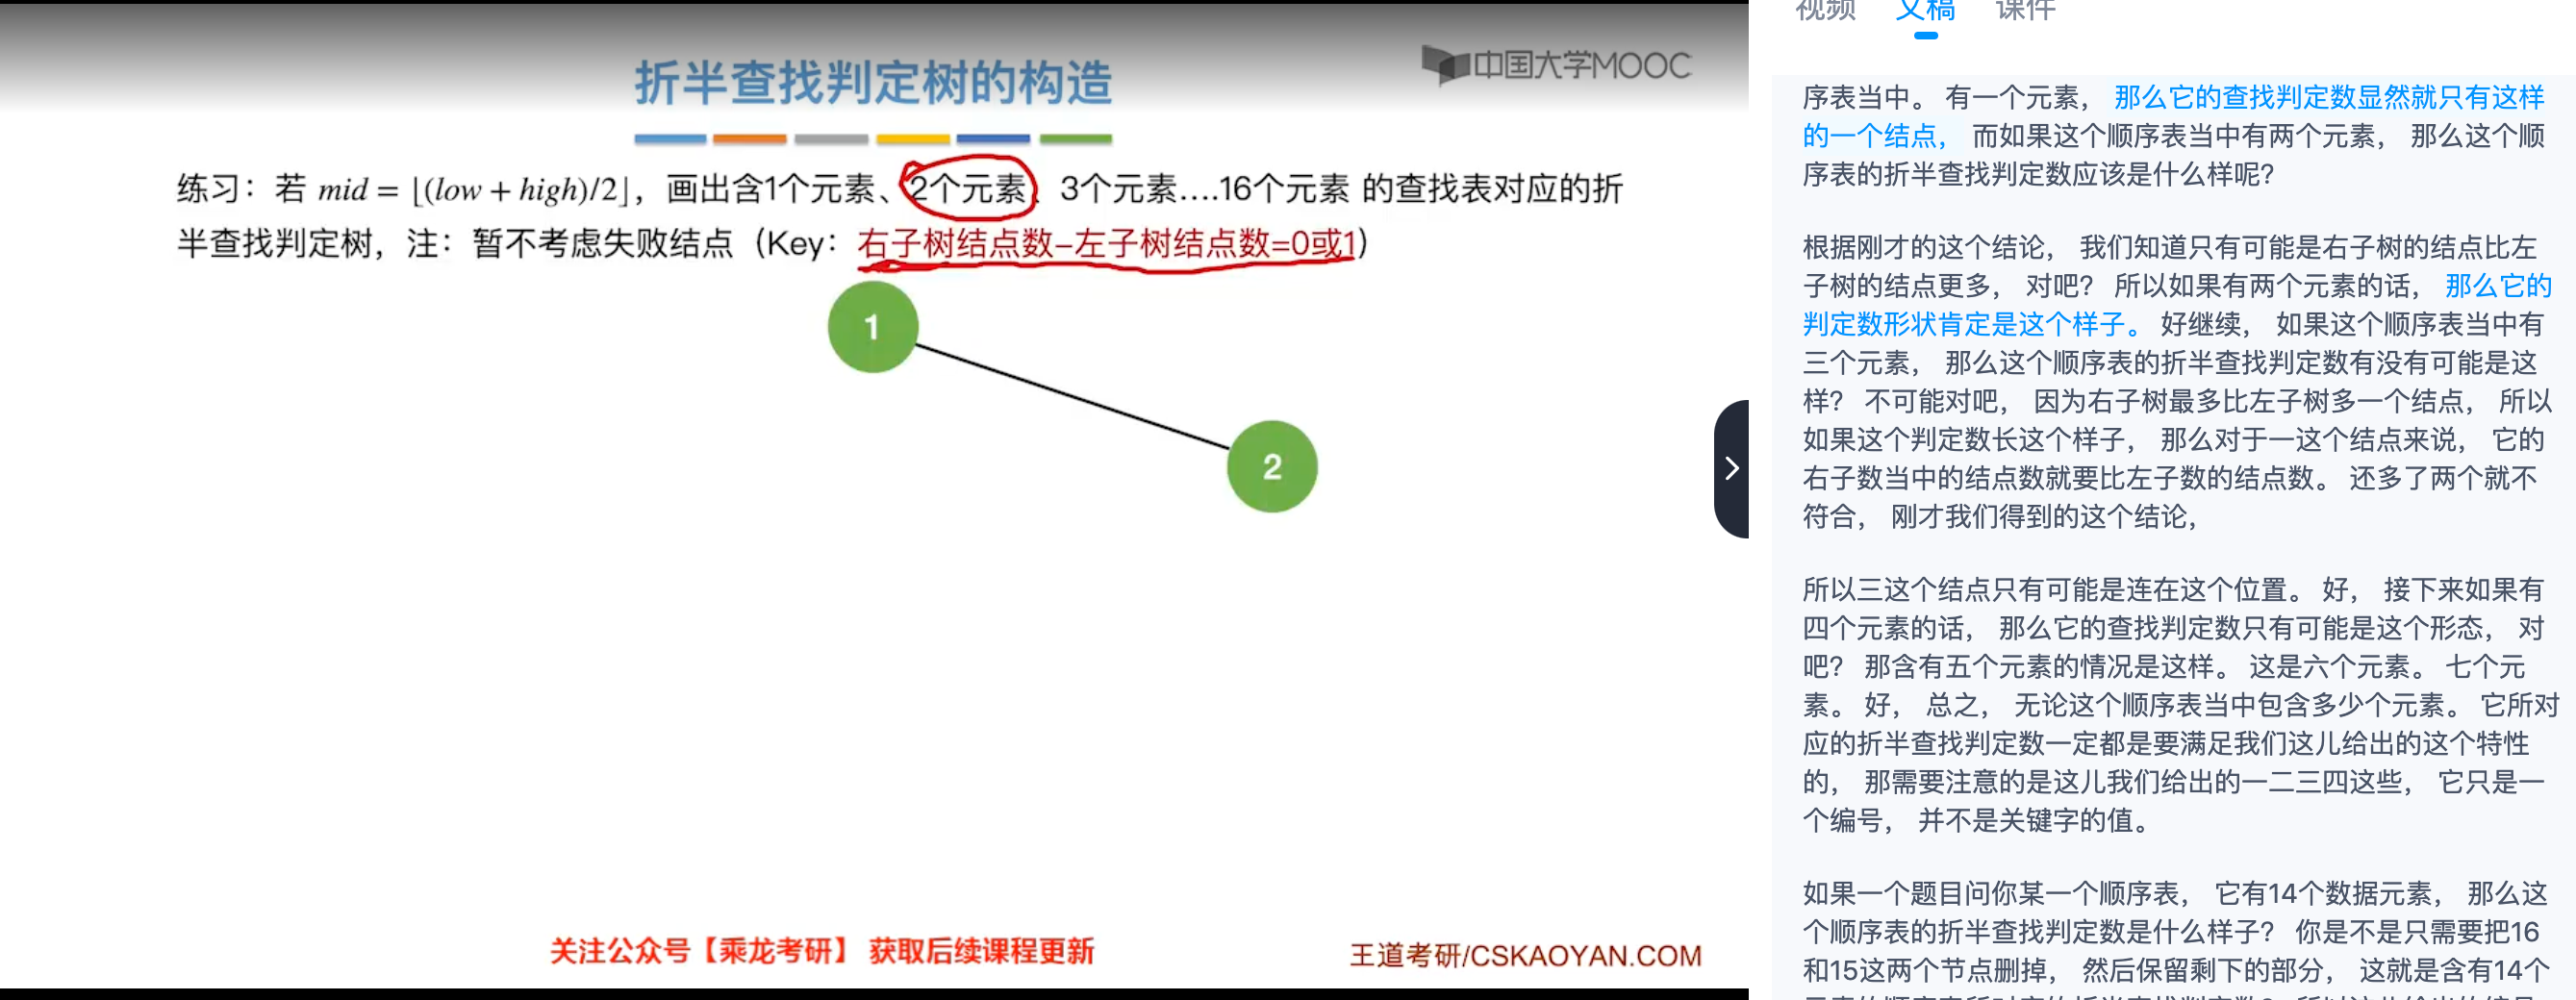 折半查找判定树的构造
中国大学MOOC
练习：若 mid = ⌊(low + high)/2⌋，画出含1个元素、2个元素、3个元素....16个元素 的查找表对应的折
半查找判定树，注：暂不考虑失败结点（Key：右子树结点数–左子树结点数=0或1）
1
2
关注公众号【乘龙考研】 获取后续课程更新
王道考研/CSKAOYAN.COM
视频 文稿 课件
序表当中。 有一个元素， 那么它的查找判定数显然就只有这样
的一个结点， 而如果这个顺序表当中有两个元素， 那么这个顺
序表的折半查找判定数应该是什么样呢？
根据刚才的这个结论， 我们知道只有可能是右子树的结点比左
子树的结点更多， 对吧？ 所以如果有两个元素的话， 那么它的
判定数形状肯定是这个样子。 好继续， 如果这个顺序表当中有
三个元素， 那么这个顺序表的折半查找判定数有没有可能是这
样？ 不可能对吧， 因为右子树最多比左子树多一个结点， 所以
如果这个判定数长这个样子， 那么对于一这个结点来说， 它的
右子数当中的结点数就要比左子数的结点数。 还多了两个就不
符合， 刚才我们得到的这个结论，
所以三这个结点只有可能是连在这个位置。 好， 接下来如果有
四个元素的话， 那么它的查找判定数只有可能是这个形态， 对
吧？ 那含有五个元素的情况是这样。 这是六个元素。 七个元
素。 好， 总之， 无论这个顺序表当中包含多少个元素。 它所对
应的折半查找判定数一定都是要满足我们这儿给出的这个特性
的， 那需要注意的是这儿我们给出的一二三四这些， 它只是一
个编号， 并不是关键字的值。
如果一个题目问你某一个顺序表， 它有14个数据元素， 那么这
个顺序表的折半查找判定数是什么样子？ 你是不是只需要把16
和15这两个节点删掉， 然后保留剩下的部分， 这就是含有14个